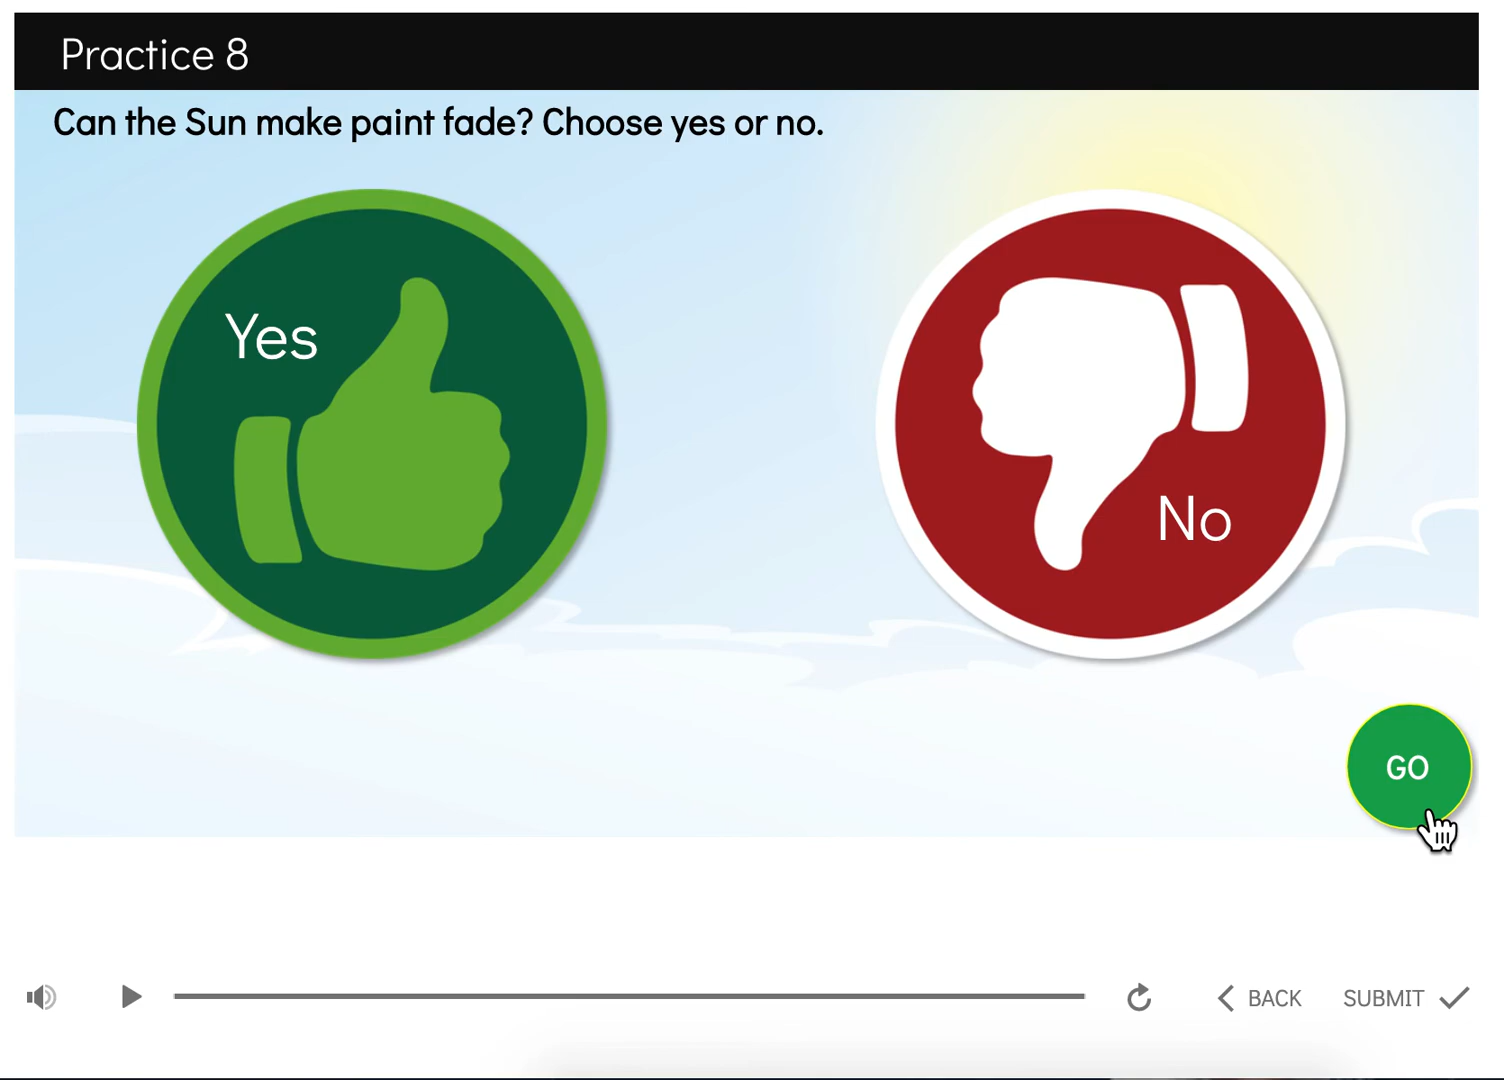 Practice 8
Can the Sun make paint fade? Choose yes or no.
Yes
No
GO
BACK
SUBMIT